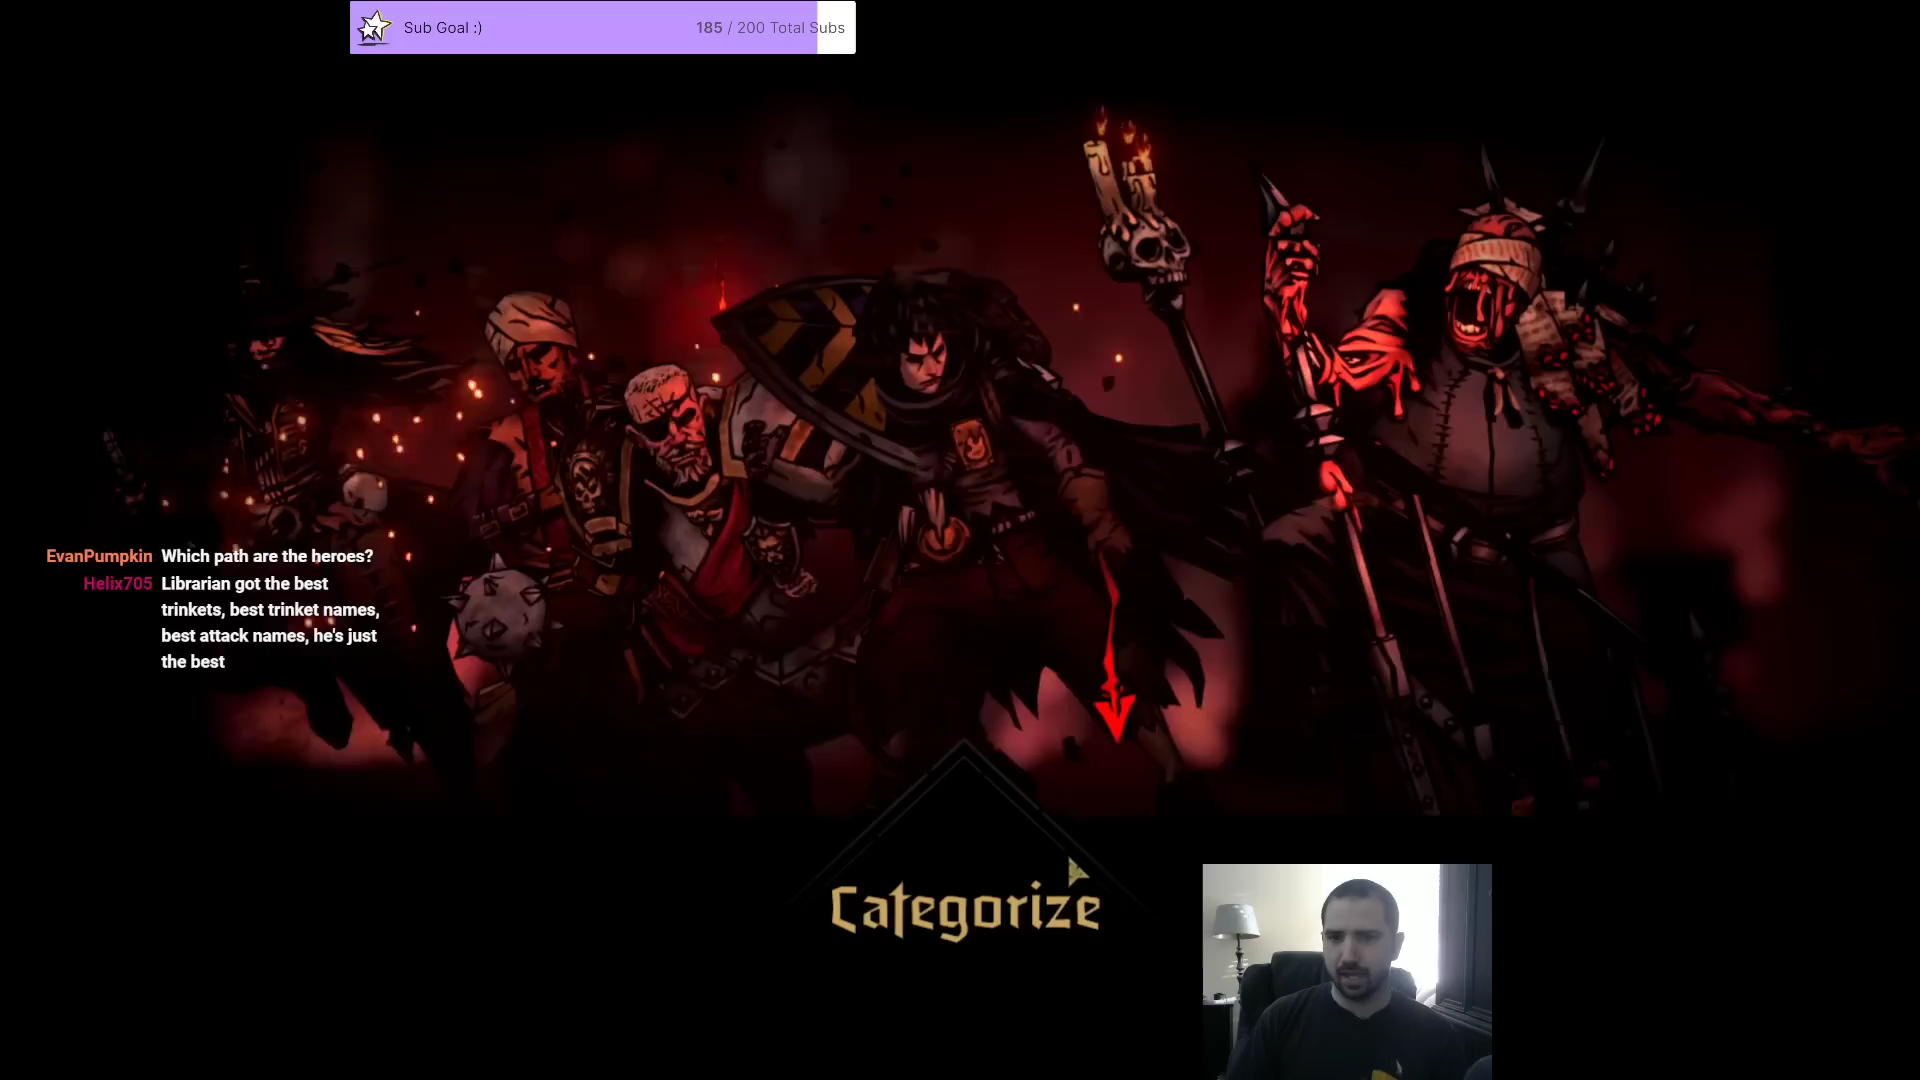 Sub Goal :)
185 / 200 Total Subs
EvanPumpkin Which path are the heroes?
Helix705 Librarian got the best
trinkets, best trinket names,
best attack names, he's just
the best
Categorize